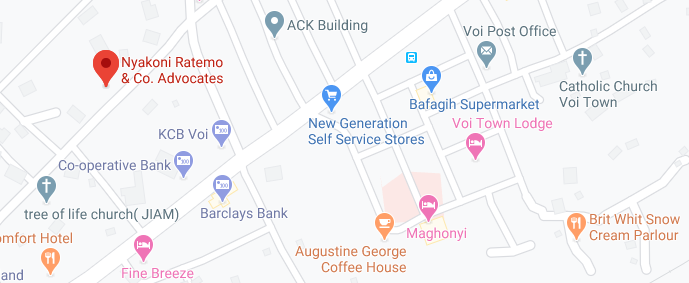 ACK Building
Voi Post Office
Nyakoni Ratemo
& Co. Advocates
Catholic Church
Voi Town
Bafagih Supermarket
New Generation
Self Service Stores
Voi Town Lodge
KCB Voi
Co-operative Bank
tree of life church( JIAM)
Barclays Bank
Brit Whit Snow
Cream Parlour
Maghonyi
omfort Hotel
Augustine George
Coffee House
Fine Breeze
and